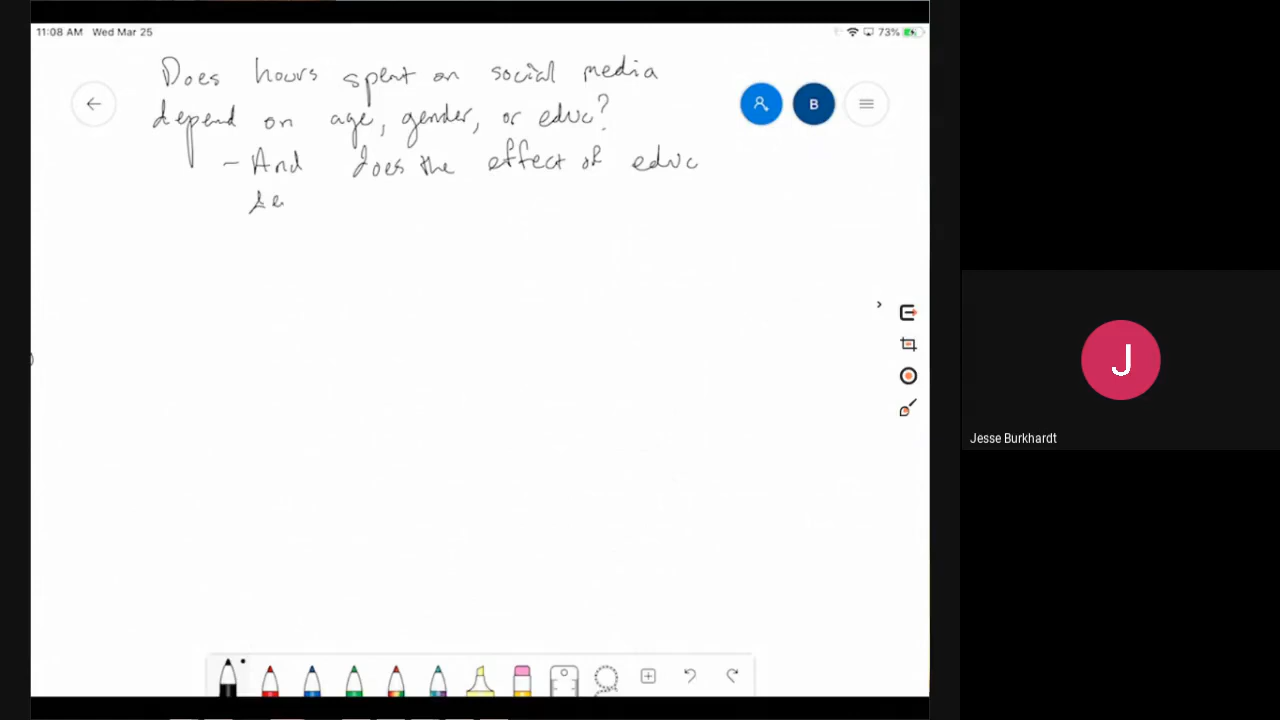 11:08 AM Wed Mar 25
73%
Does hours spent on social media
depend on age, gender, or educ?
B
- And does the effect of educ
J
Jesse Burkhardt